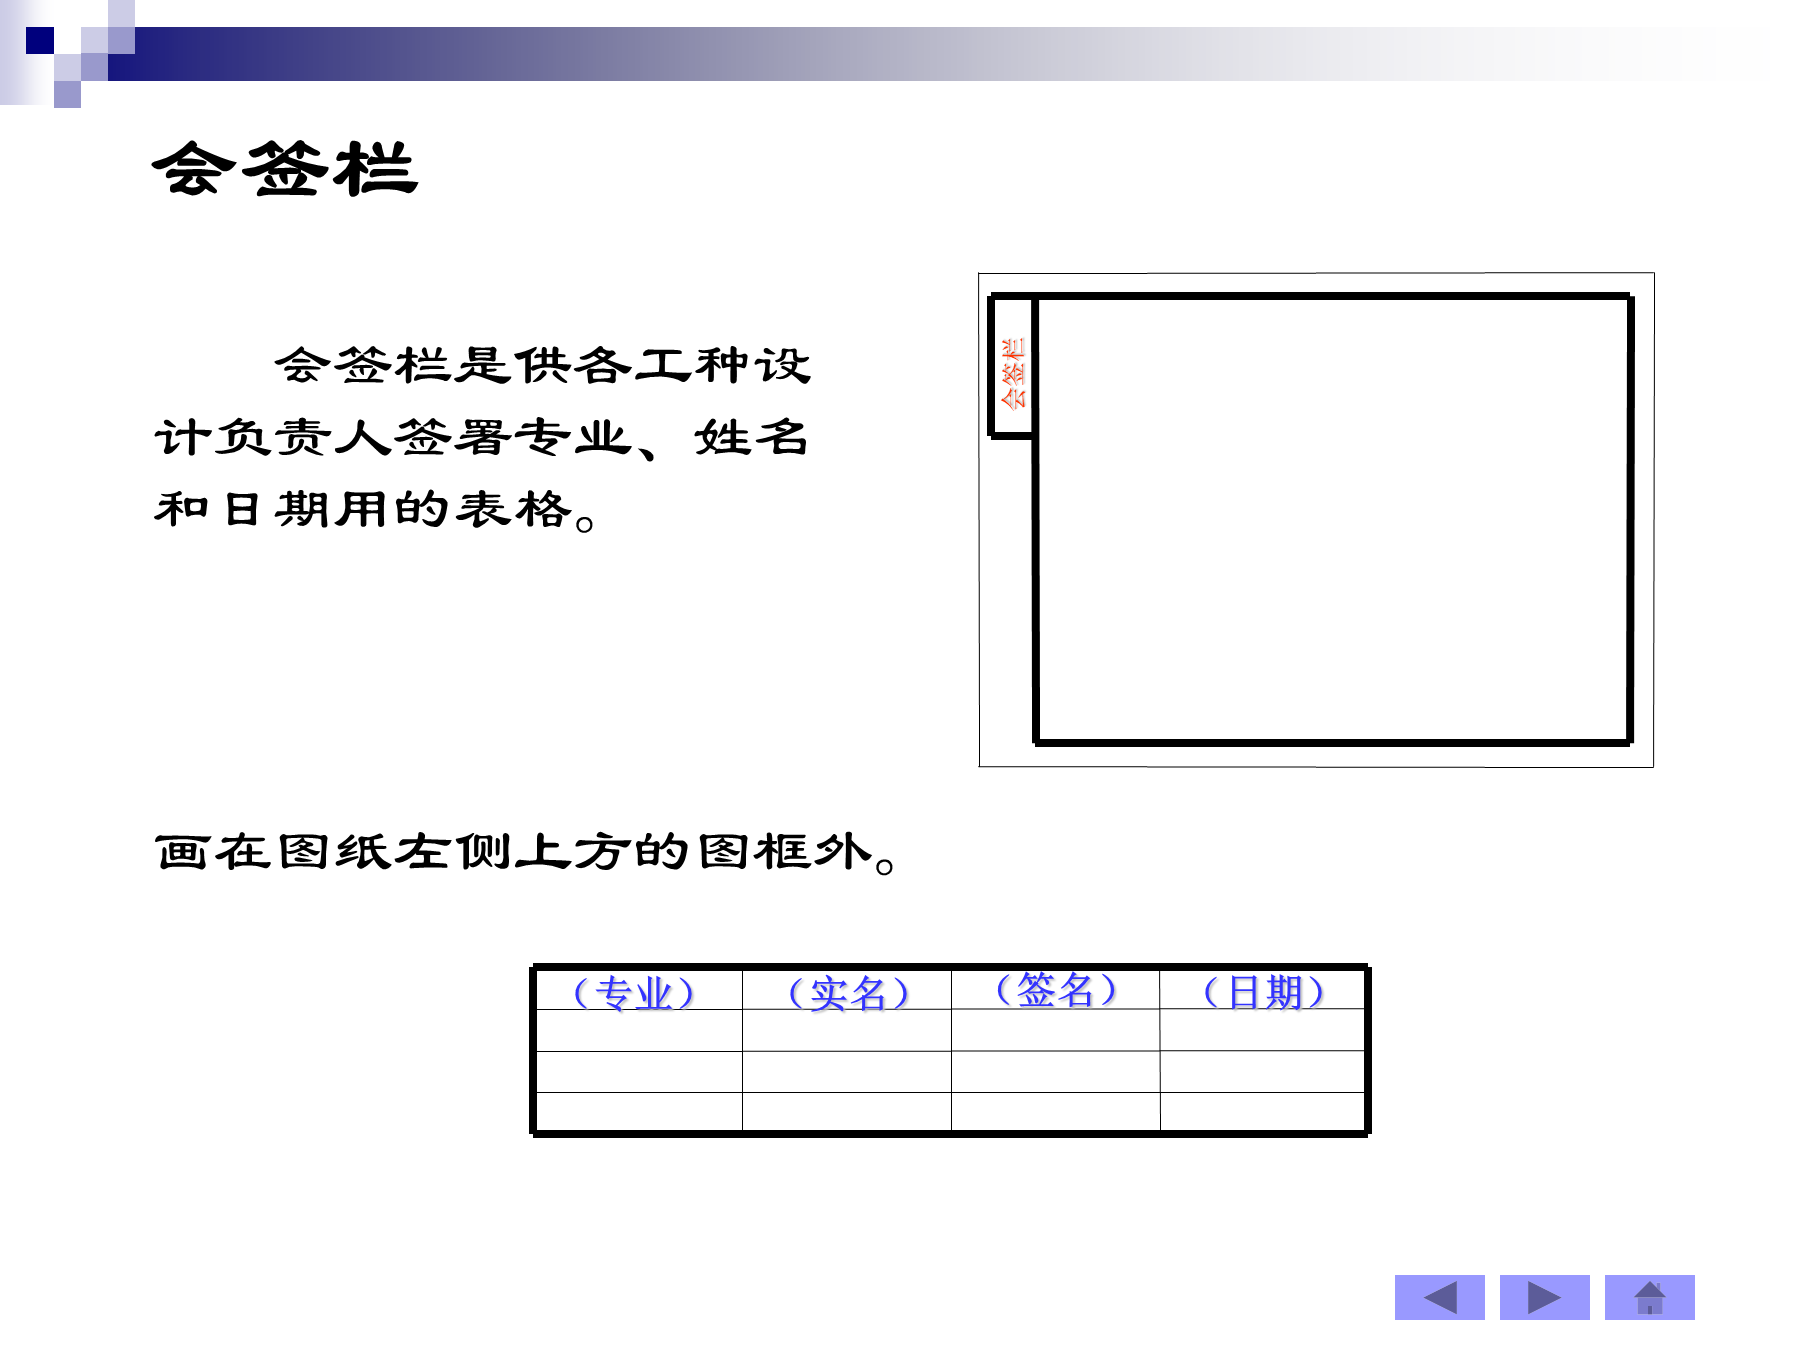 会签栏
会签栏是供各工种设
计负责人签署专业、姓名
和日期用的表格。
会签栏
画在图纸左侧上方的图框外。
（专业） （实名） （签名） （日期）